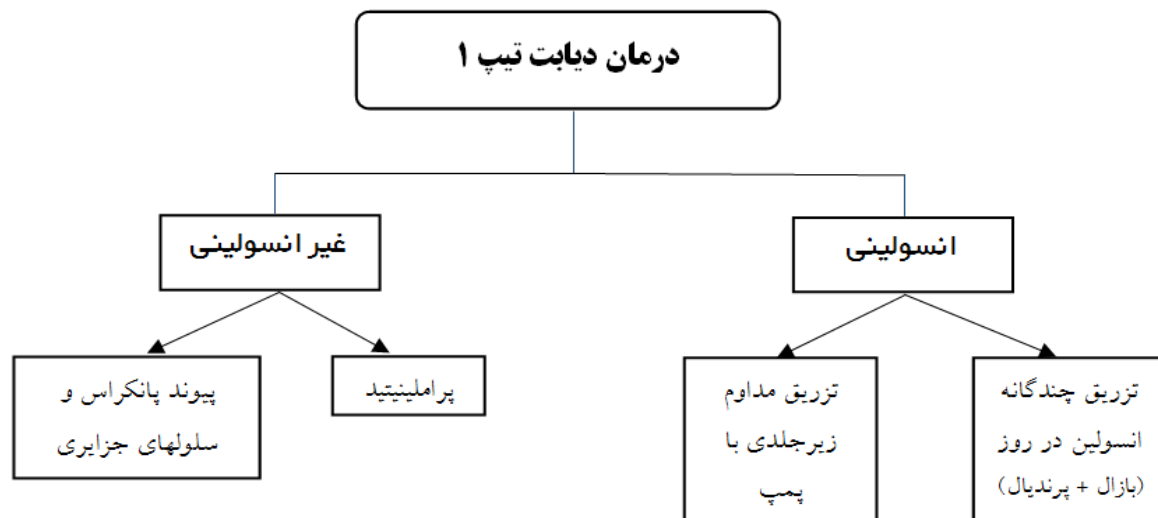 درمان دیابت تیپ ۱
انسولینی
غیر انسولینی
تزریق چندگانه
انسولین در روز
(بازال + پرندیال)
تزریق مداوم
زیرجلدی با
پمپ
پراملینیتید
پیوند پانکراس و
سلولهای جزایری